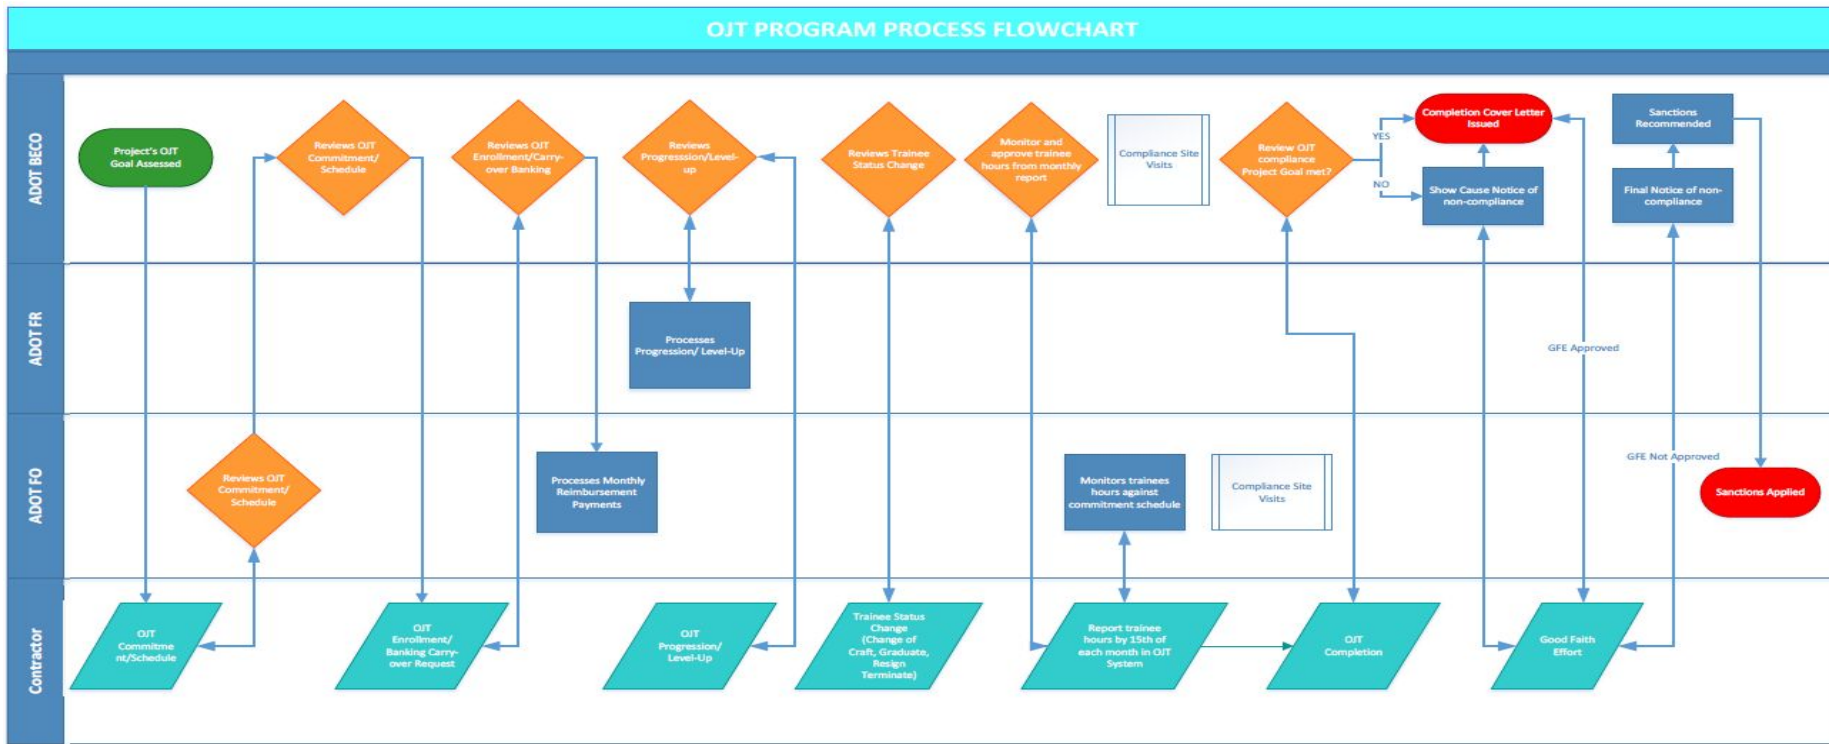 OJT PROGRAM PROCESS FLOWCHART
ADOT BECO
Project's OJT
Goal Assessed
Reviews OJT
Commitment/
Schedule
Reviews OJT
Enrollment/Carry-
over Banking
Reviews
Progresssion/Level-
up
Reviews Trainee
Status Change
Monitor and
approve trainee
hours from monthly
report
Compliance Site
Visits
Review OJT
compliance
Project Goal met?
YES
NO
Completion Cover Letter
Issued
Show Cause Notice of
non-compliance
Sanctions
Recommended
Final Notice of non-
compliance
ADOT FR
Processes
Progression/ Level-Up
GFE Approved
ADOT FO
Reviews OJT
Commitment/
Schedule
Processes Monthly
Reimbursement
Payments
Monitors trainees
hours against
commitment schedule
Compliance Site
Visits
GFE Not Approved
Sanctions Applied
Contractor
OJT
Commitme
nt/Schedule
OJT
Enrollment/
Banking Carry-
over Request
OJT
Progression/
Level-Up
Trainee Status
Change
(Change of
Craft, Graduate,
Resign
Terminate)
Report trainee
hours by 15th of
each month in OJT
System
OJT
Completion
Good Faith
Effort